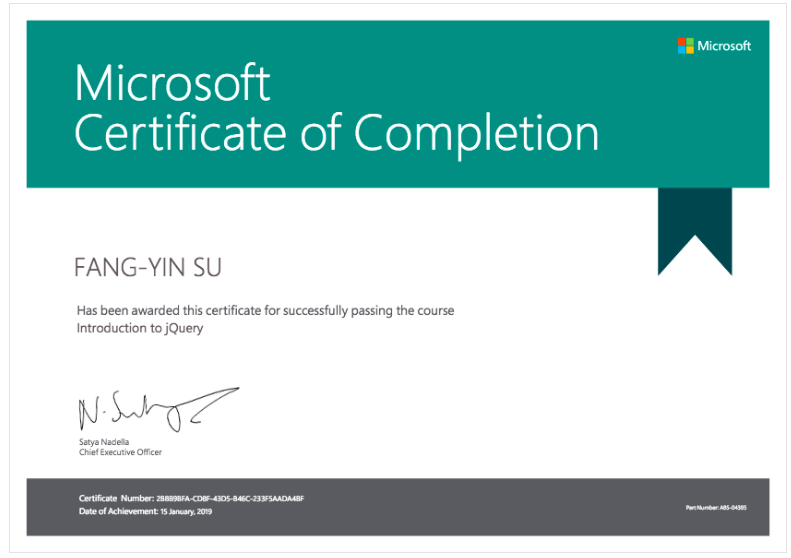 Microsoft
Microsoft
Certificate of Completion
FANG-YIN SU
Has been awarded this certificate for successfully passing the course
Introduction to jQuery
Satya Nadella
Chief Executive Officer
Certificate Number: 2BBB9BFA-CDBF-43D5-B46C-233F5AADA4BF
Date of Achievement: 15 January, 2019
Part Number: ABS-04385